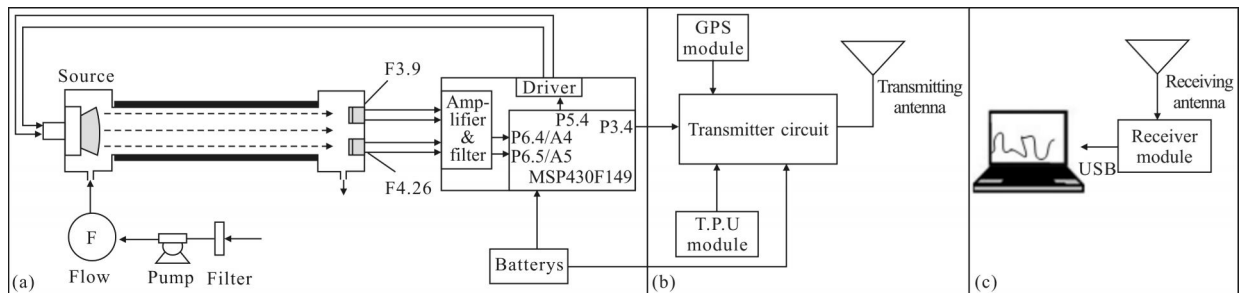 Source
F3.9
F4.26
Amp-
lifier
&
filter
Driver
P5.4
P3.4
P6.4/A4
P6.5/A5
MSP430F149
F
Flow
Pump
Filter
Batterys
(a)
GPS
module
Transmitter circuit
Transmitting
antenna
T.P.U
module
(b)
Receiving
antenna
Receiver
module
USB
(c)